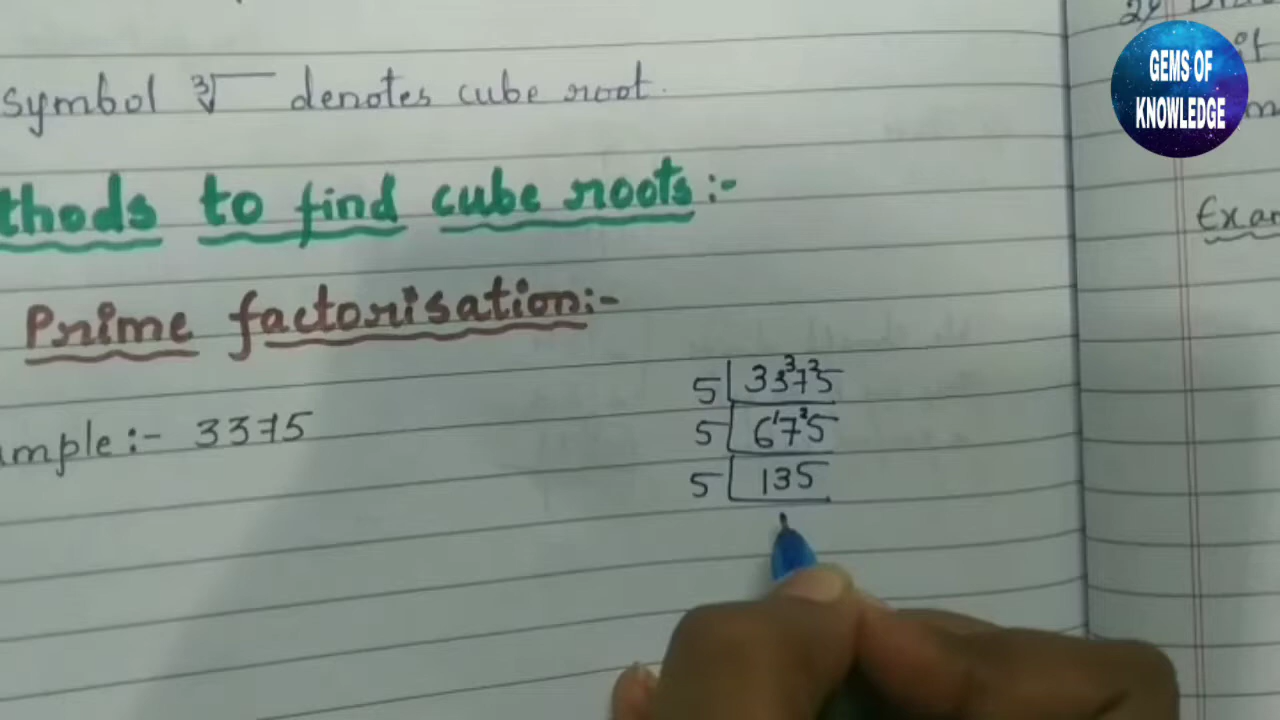 symbol ∛ denotes cube root.
thods to find cube roots:-
Prime factorisation:-
mple:- 3375
5 | 3375
5 | 675
5 | 135
GEMS OF
KNOWLEDGE
Exam